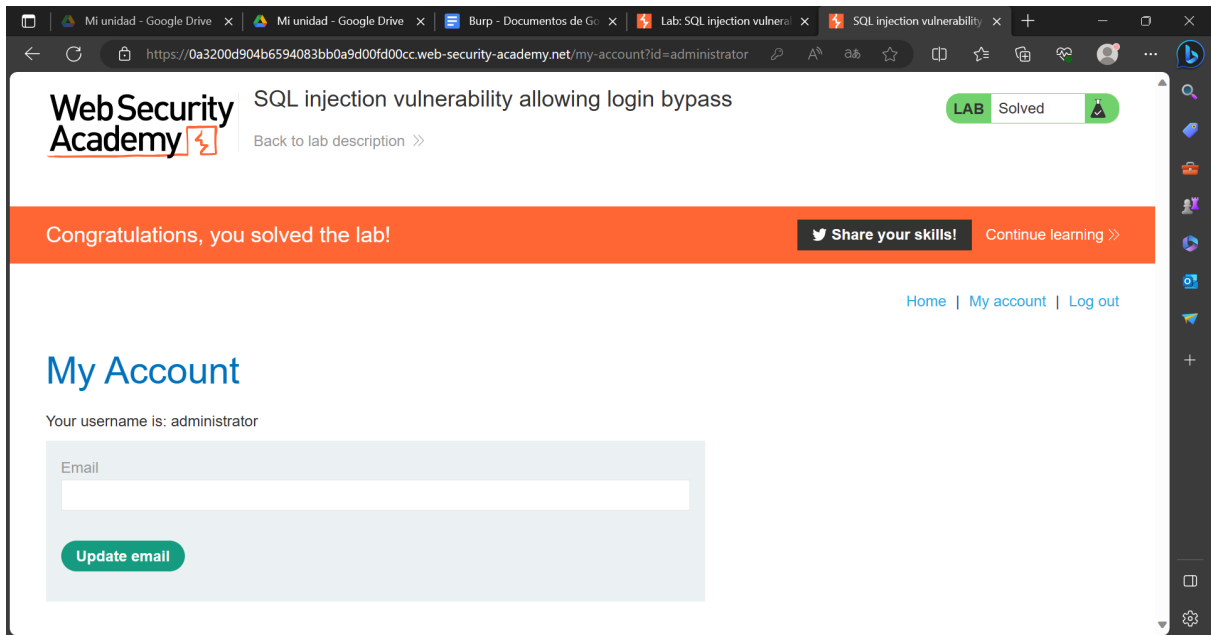 Mi unidad - Google Drive
Mi unidad - Google Drive
Burp - Documentos de Go
Lab: SQL injection vulneral
SQL injection vulnerability
https://0a3200d904b6594083bb0a9d00fd00cc.web-security-academy.net/my-account?id=administrator
Web Security
Academy
SQL injection vulnerability allowing login bypass
Back to lab description
LAB Solved
Congratulations, you solved the lab!
Share your skills!
Continue learning
Home | My account | Log out
My Account
Your username is: administrator
Email
Update email